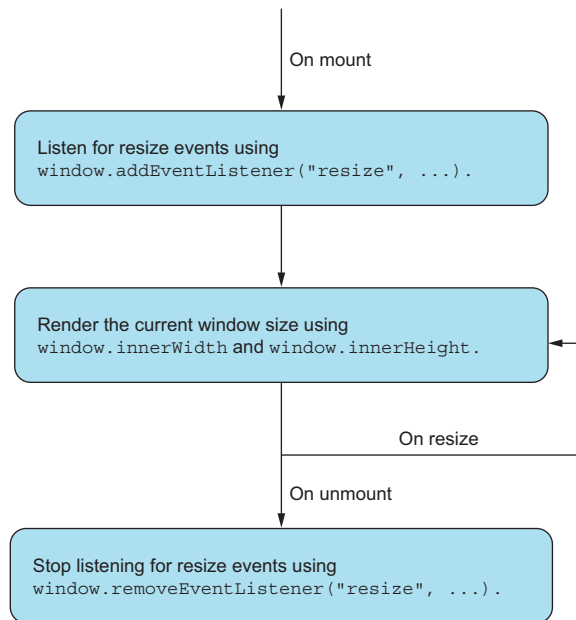 On mount
Listen for resize events using
window.addEventListener("resize", ...).
Render the current window size using
window.innerWidth and window.innerHeight.
On resize
On unmount
Stop listening for resize events using
window.removeEventListener("resize", ...).